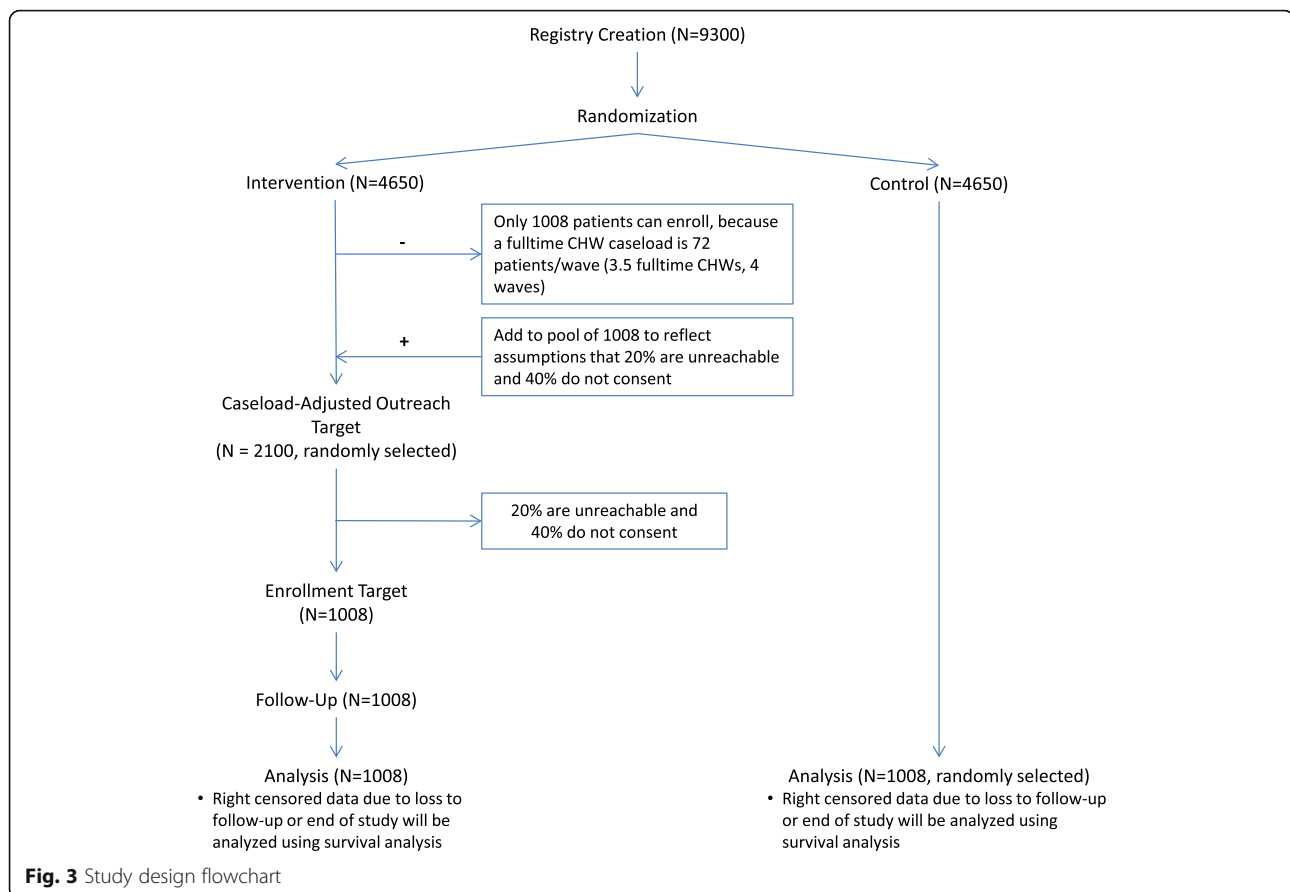 Registry Creation (N=9300)
Randomization
Intervention (N=4650)
Control (N=4650)
-
Only 1008 patients can enroll, because
a fulltime CHW caseload is 72
patients/wave (3.5 fulltime CHWs, 4
waves)
+
Add to pool of 1008 to reflect
assumptions that 20% are unreachable
and 40% do not consent
Caseload-Adjusted Outreach
Target
(N = 2100, randomly selected)
20% are unreachable and
40% do not consent
Enrollment Target
(N=1008)
Follow-Up (N=1008)
Analysis (N=1008)
• Right censored data due to loss to
follow-up or end of study will be
analyzed using survival analysis
Analysis (N=1008, randomly selected)
• Right censored data due to loss to follow-up
or end of study will be analyzed using
survival analysis
Fig. 3 Study design flowchart